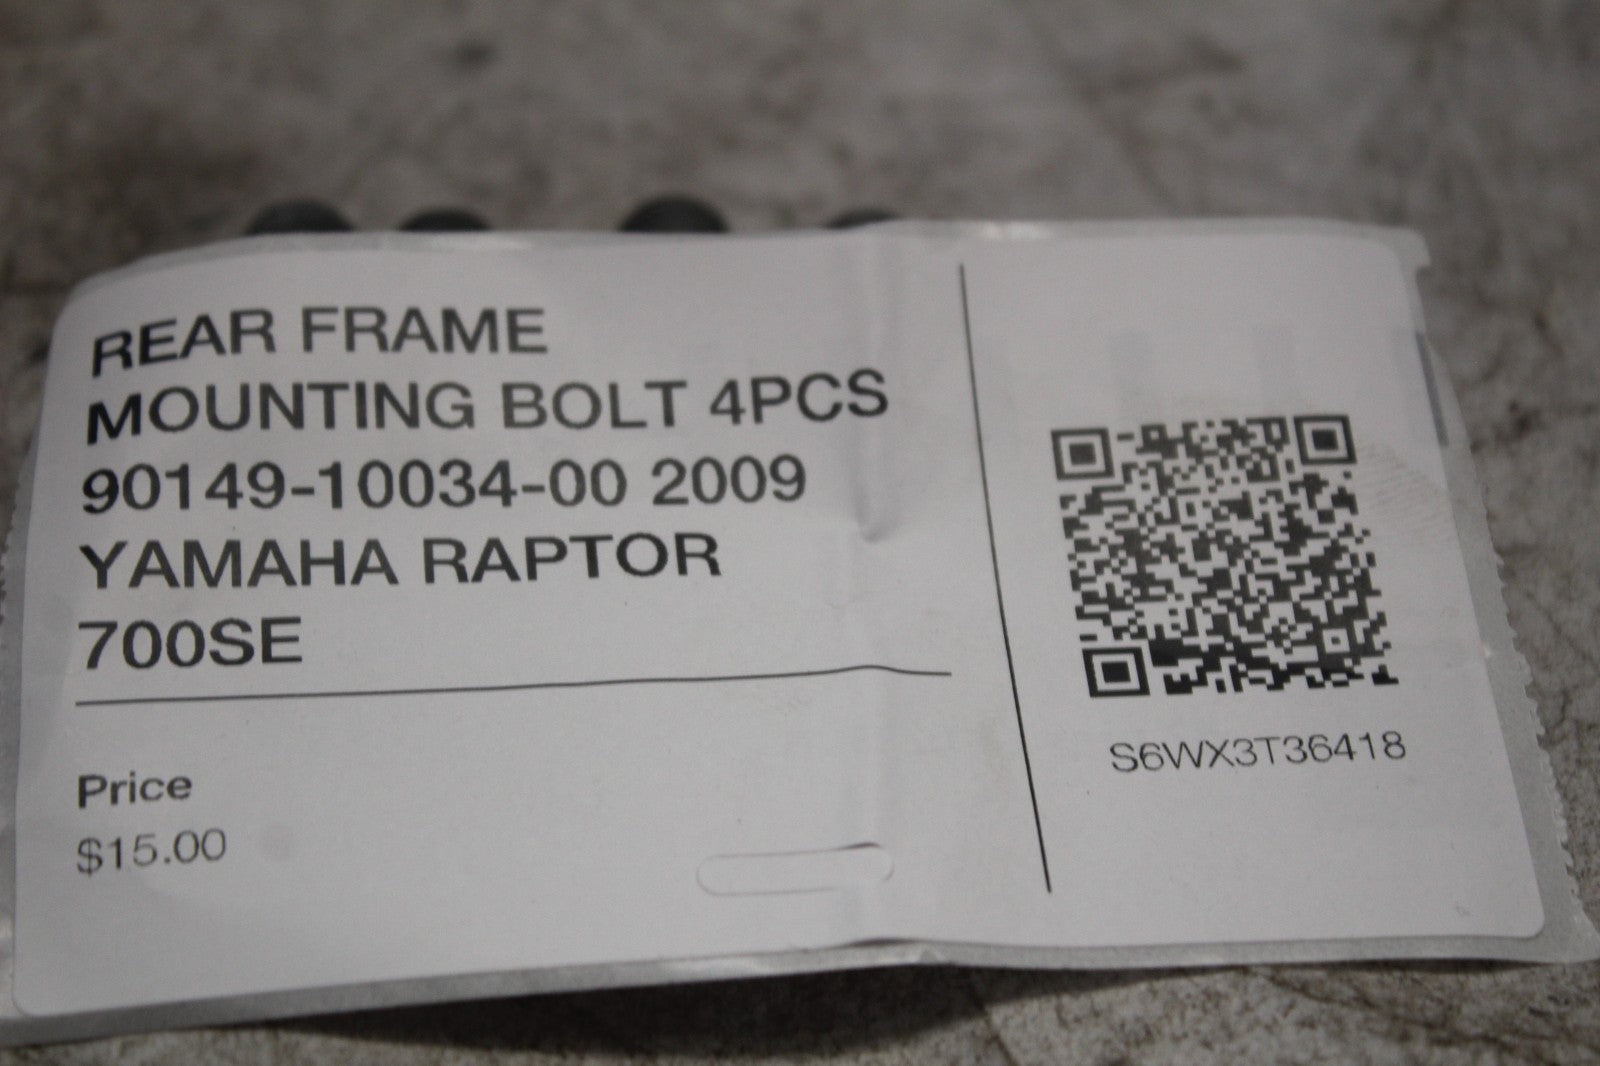 REAR FRAME
MOUNTING BOLT 4PCS
90149-10034-00 2009
YAMAHA RAPTOR
700SE
Price
$15.00
S6WX3T36418